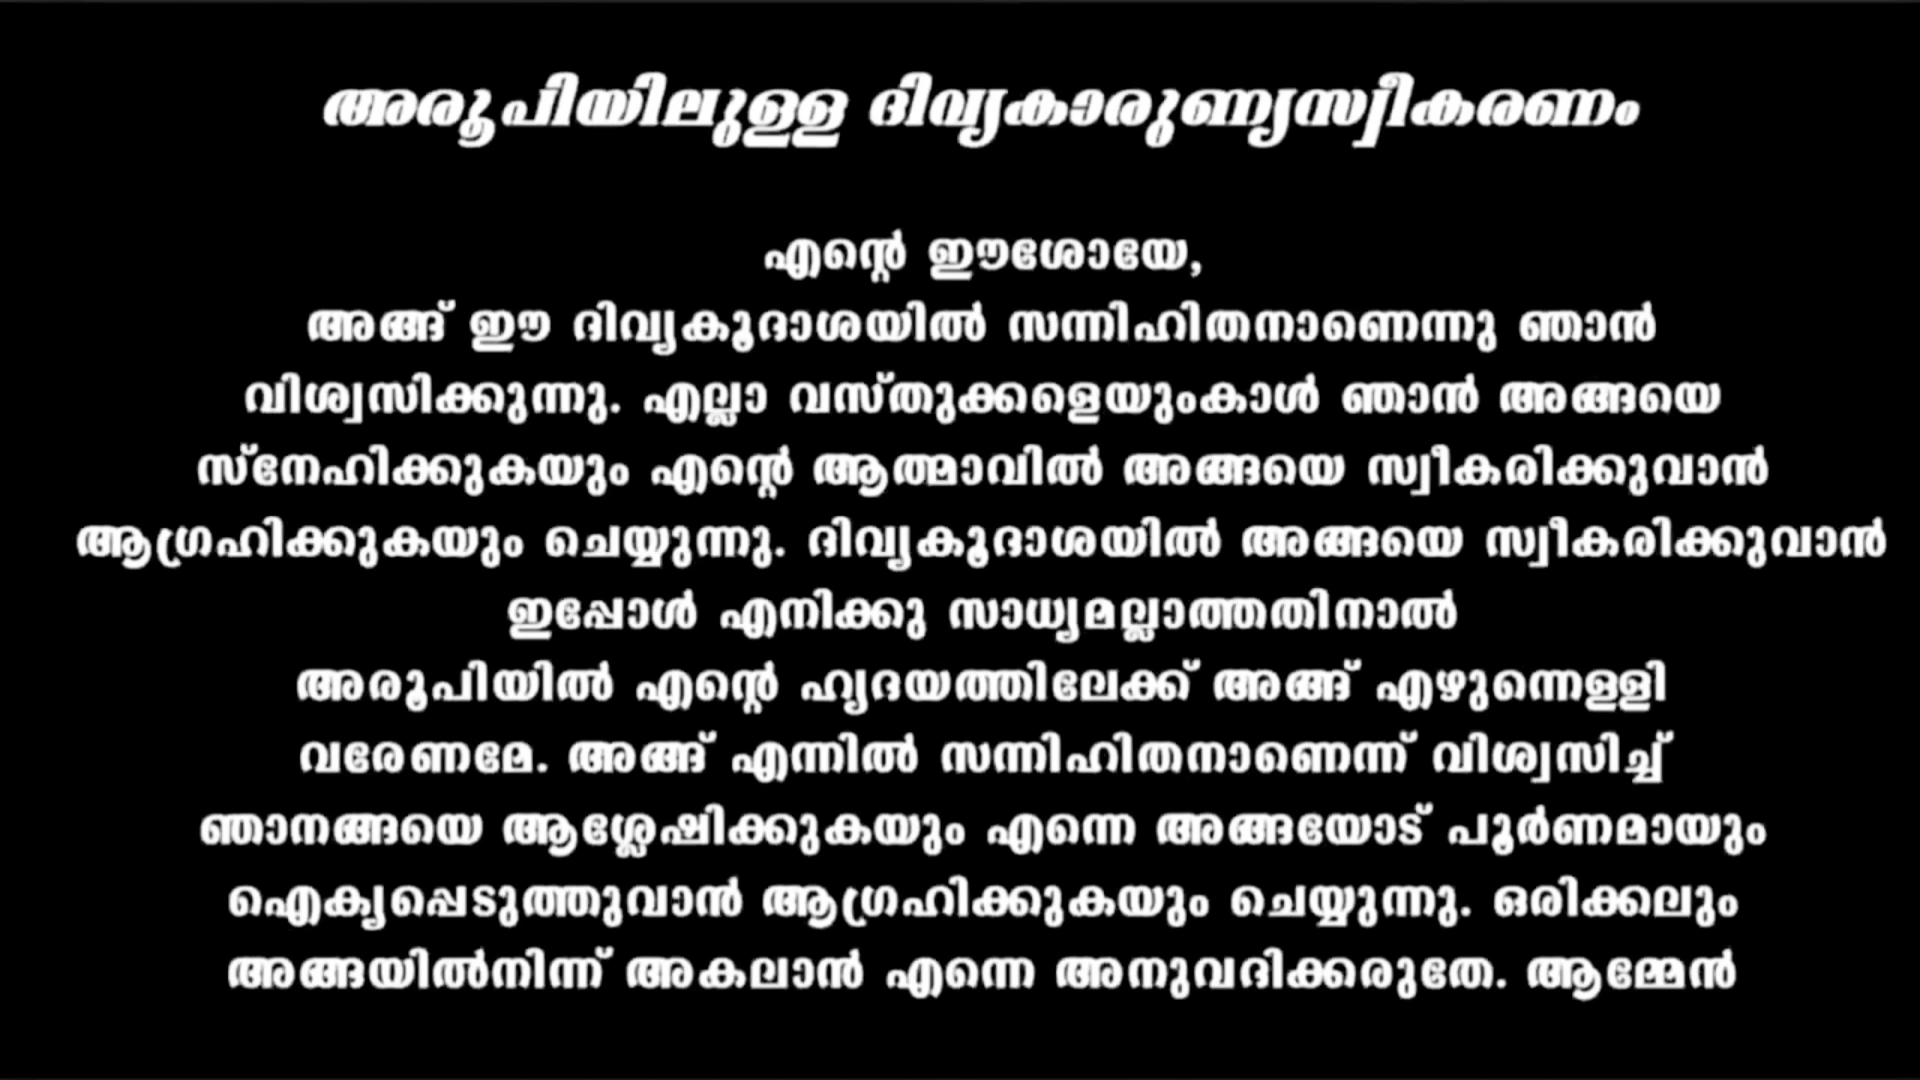 അരൂപിയിലുള്ള ദിവ്യകാരുണ്യസ്വീകരണം
എന്റെ ഈശോയേ,
അങ്ങ് ഈ ദിവ്യകൂദാശയിൽ സന്നിഹിതനാണെന്നു ഞാൻ
വിശ്വസിക്കുന്നു. എല്ലാ വസ്തുക്കളെയുംകാൾ ഞാൻ അങ്ങയെ
സ്നേഹിക്കുകയും എന്റെ ആത്മാവിൽ അങ്ങയെ സ്വീകരിക്കുവാൻ
ആഗ്രഹിക്കുകയും ചെയ്യുന്നു. ദിവ്യകൂദാശയിൽ അങ്ങയെ സ്വീകരിക്കുവാൻ
ഇപ്പോൾ എനിക്കു സാധ്യമല്ലാത്തതിനാൽ
അരൂപിയിൽ എന്റെ ഹൃദയത്തിലേക്ക് അങ്ങ് എഴുന്നെള്ളി
വരേണമേ. അങ്ങ് എന്നിൽ സന്നിഹിതനാണെന്ന് വിശ്വസിച്ച്
ഞാനങ്ങയെ ആശ്ലേഷിക്കുകയും എന്നെ അങ്ങയോട് പൂർണമായും
ഐക്യപ്പെടുത്തുവാൻ ആഗ്രഹിക്കുകയും ചെയ്യുന്നു. ഒരിക്കലും
അങ്ങയിൽനിന്ന് അകലാൻ എന്നെ അനുവദിക്കരുതേ. ആമ്മേൻ